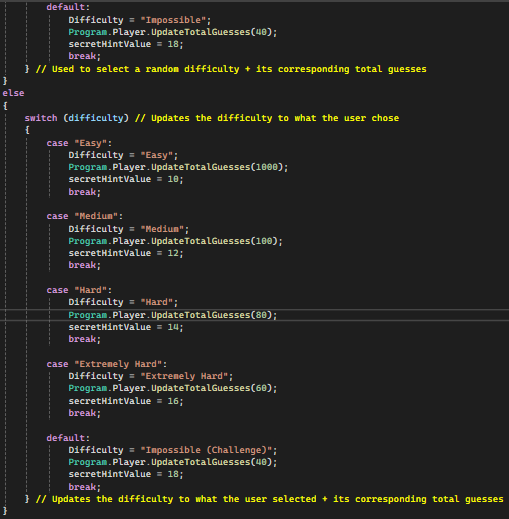 default:
Difficulty = "Impossible";
Program.Player.UpdateTotalGuesses(40);
secretHintValue = 18;
break;
} // Used to select a random difficulty + its corresponding total guesses
}
else
{
switch (difficulty) // Updates the difficulty to what the user chose
{
case "Easy":
Difficulty = "Easy";
Program.Player.UpdateTotalGuesses(1000);
secretHintValue = 10;
break;
case "Medium":
Difficulty = "Medium";
Program.Player.UpdateTotalGuesses(100);
secretHintValue = 12;
break;
case "Hard":
Difficulty = "Hard";
Program.Player.UpdateTotalGuesses(80);
secretHintValue = 14;
break;
case "Extremely Hard":
Difficulty = "Extremely Hard";
Program.Player.UpdateTotalGuesses(60);
secretHintValue = 16;
break;
default:
Difficulty = "Impossible (Challenge)";
Program.Player.UpdateTotalGuesses(40);
secretHintValue = 18;
break;
} // Updates the difficulty to what the user selected + its corresponding total guesses
}